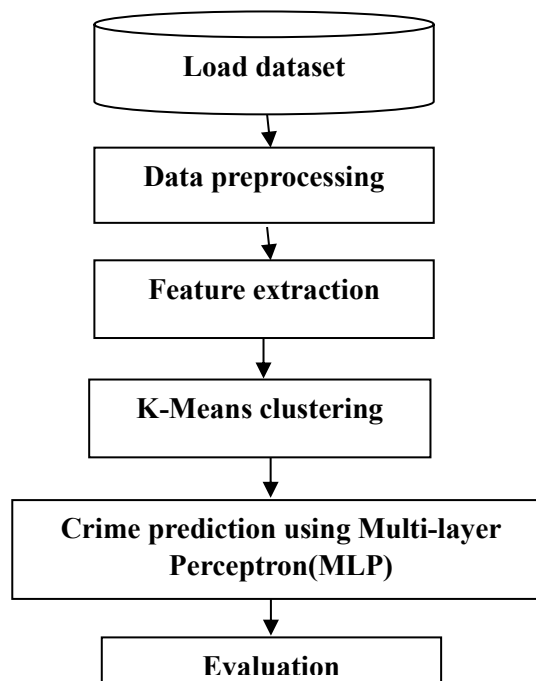 Load dataset
Data preprocessing
Feature extraction
K-Means clustering
Crime prediction using Multi-layer
Perceptron(MLP)
Evaluation